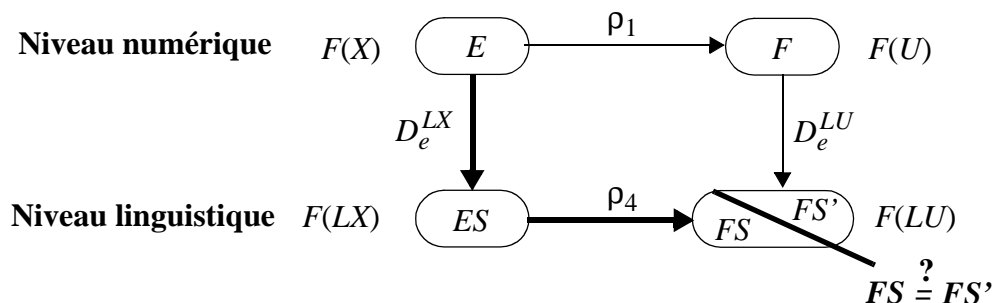 Niveau numérique F(X) E ρ₁ F F(U)
D_e^{LX} D_e^{LU}
Niveau linguistique F(LX) ES ρ₄ FS FS' F(LU)
FS ≟ FS'